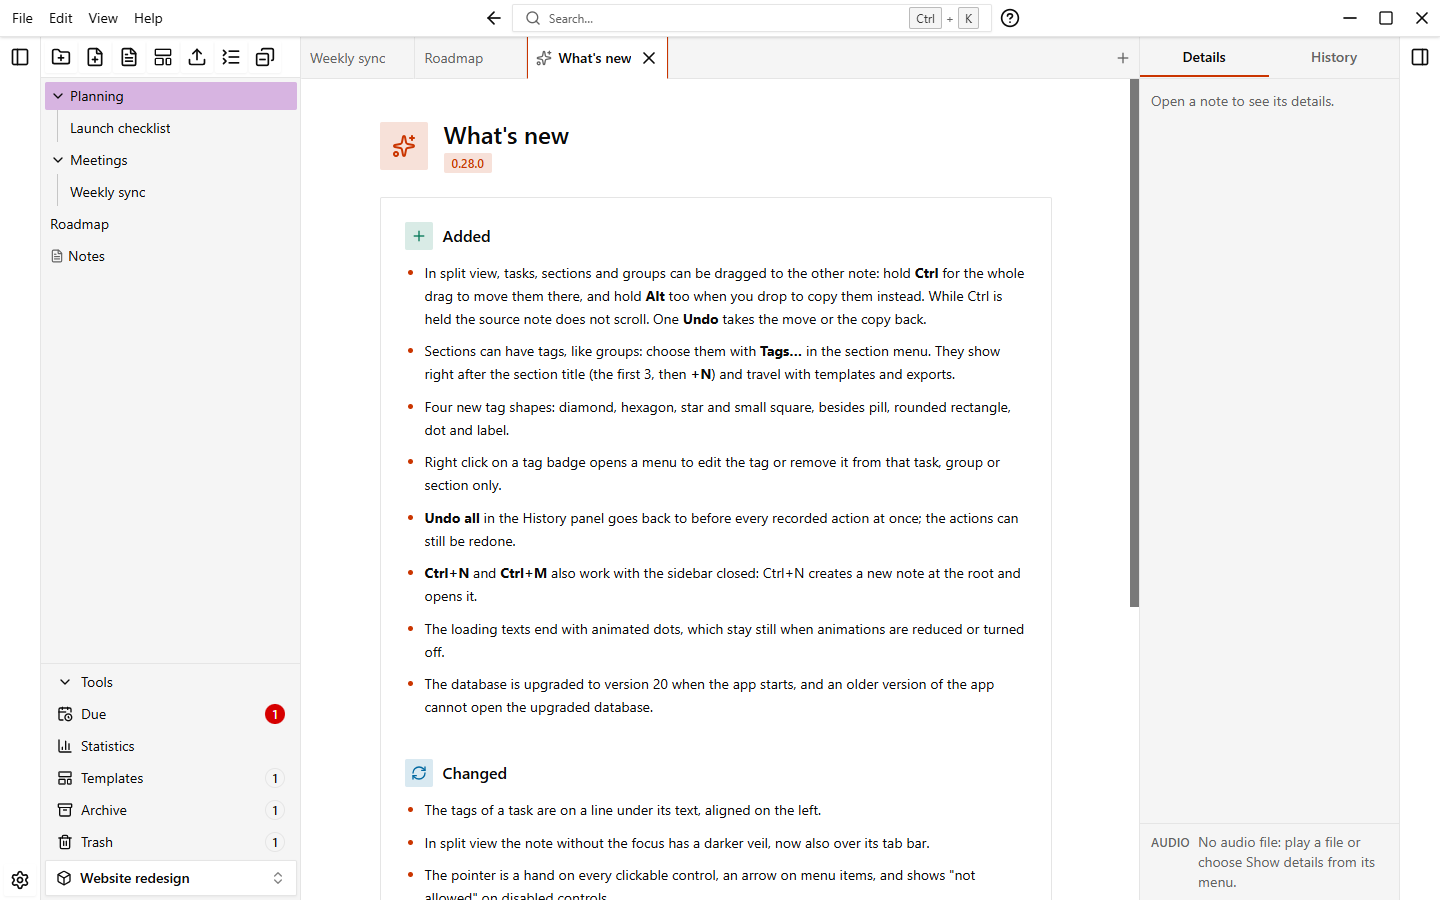 File Edit View Help
Search... Ctrl + K
Weekly sync Roadmap What's new
Details History
Planning
Launch checklist
Meetings
Weekly sync
Roadmap
Notes
Tools
Due 1
Statistics
Templates 1
Archive 1
Trash 1
Website redesign
What's new
0.28.0
Added
In split view, tasks, sections and groups can be dragged to the other note: hold Ctrl for the whole
drag to move them there, and hold Alt too when you drop to copy them instead. While Ctrl is
held the source note does not scroll. One Undo takes the move or the copy back.
Sections can have tags, like groups: choose them with Tags... in the section menu. They show
right after the section title (the first 3, then +N) and travel with templates and exports.
Four new tag shapes: diamond, hexagon, star and small square, besides pill, rounded rectangle,
dot and label.
Right click on a tag badge opens a menu to edit the tag or remove it from that task, group or
section only.
Undo all in the History panel goes back to before every recorded action at once; the actions can
still be redone.
Ctrl+N and Ctrl+M also work with the sidebar closed: Ctrl+N creates a new note at the root and
opens it.
The loading texts end with animated dots, which stay still when animations are reduced or turned
off.
The database is upgraded to version 20 when the app starts, and an older version of the app
cannot open the upgraded database.
Changed
The tags of a task are on a line under its text, aligned on the left.
In split view the note without the focus has a darker veil, now also over its tab bar.
The pointer is a hand on every clickable control, an arrow on menu items, and shows "not
allowed" on disabled controls.
Open a note to see its details.
AUDIO No audio file: play a file or
choose Show details from its
menu.